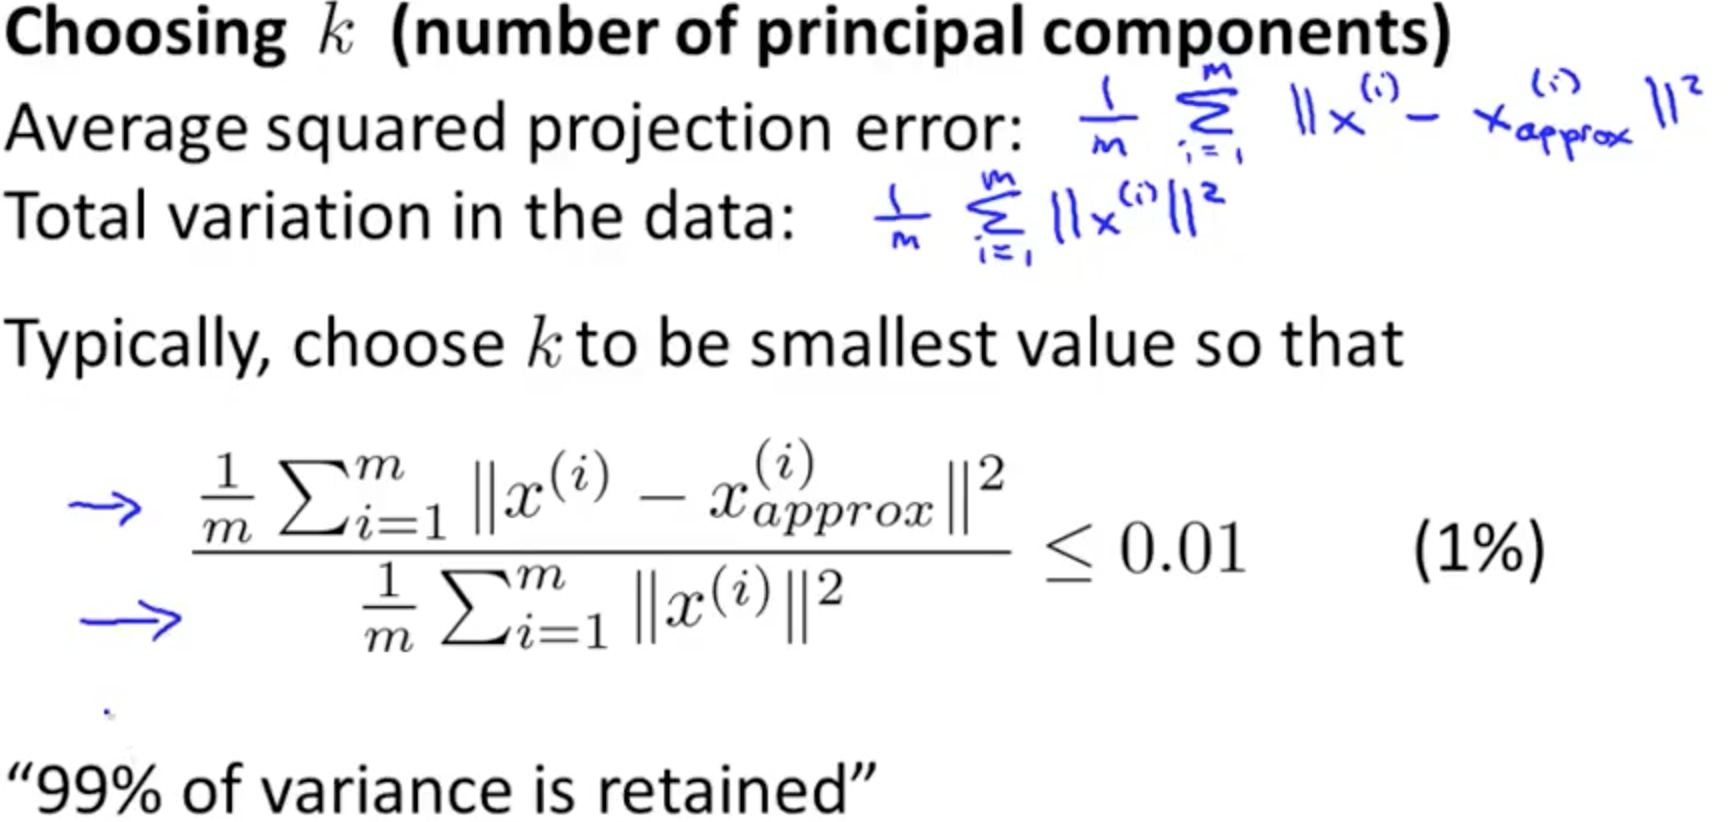 Choosing k (number of principal components)
Average squared projection error: \frac{1}{m} \sum_{i=1}^{m} \|x^{(i)} - x_{approx}^{(i)}\|^2
Total variation in the data: \frac{1}{m} \sum_{i=1}^{m} \|x^{(i)}\|^2
Typically, choose k to be smallest value so that
→ \frac{1}{m} \sum_{i=1}^{m} \|x^{(i)} - x_{approx}^{(i)}\|^2
≤ 0.01 (1%)
→ \frac{1}{m} \sum_{i=1}^{m} \|x^{(i)}\|^2
“99% of variance is retained”